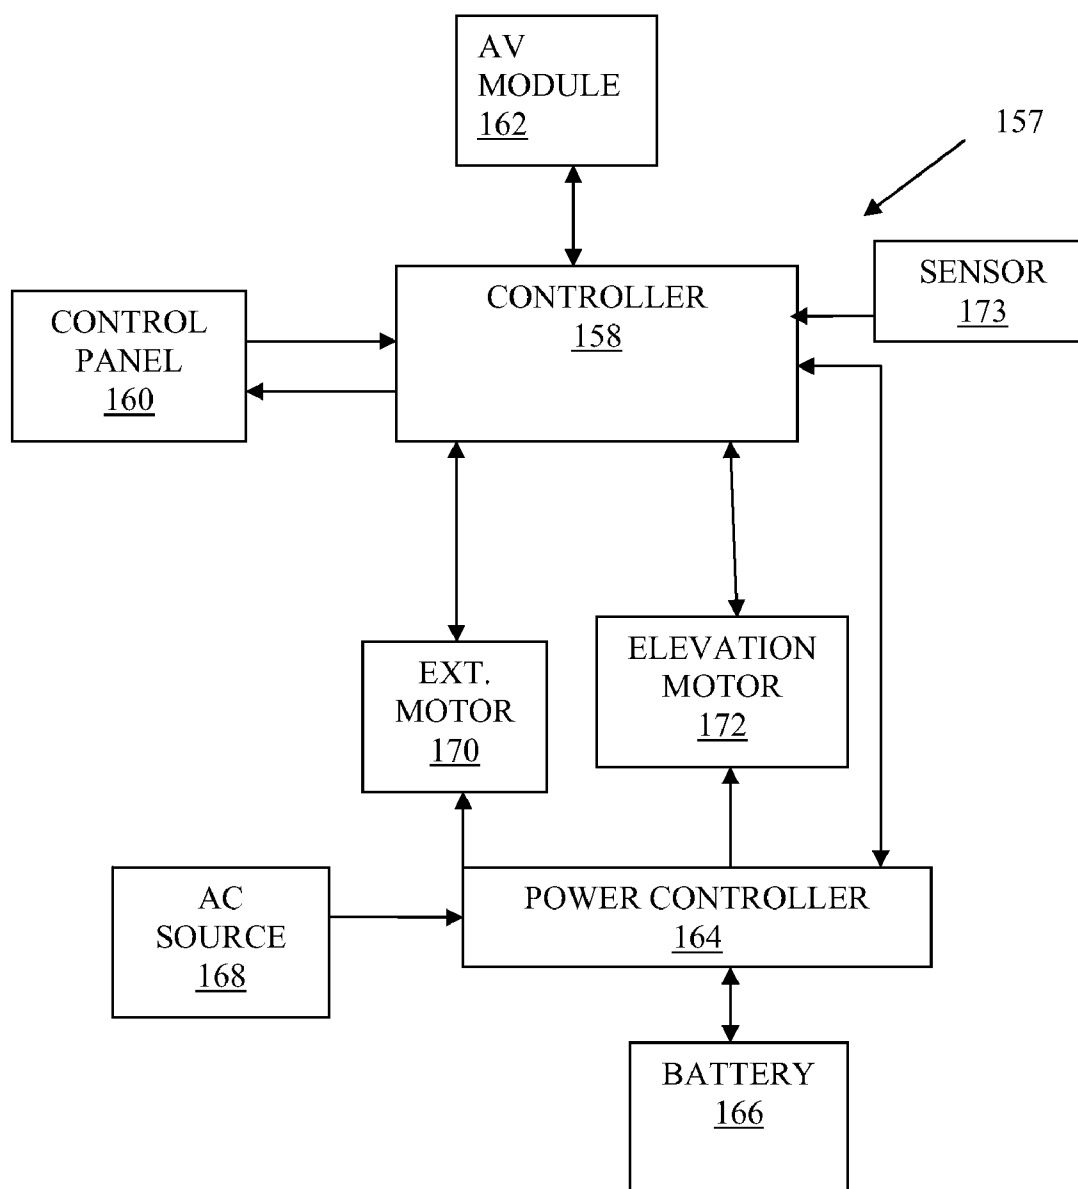 AV
MODULE
162
157
SENSOR
173
CONTROLLER
158
CONTROL
PANEL
160
ELEVATION
MOTOR
172
EXT.
MOTOR
170
AC
SOURCE
168
POWER CONTROLLER
164
BATTERY
166